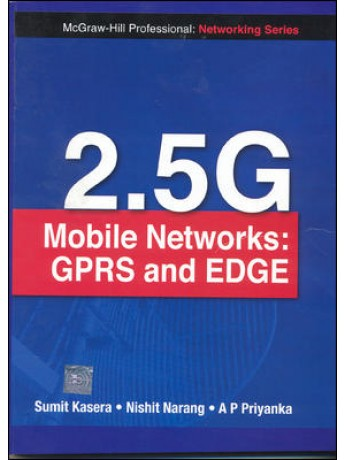 McGraw-Hill Professional: Networking Series
2.5G
Mobile Networks:
GPRS and EDGE
Sumit Kasera • Nishit Narang • A P Priyanka